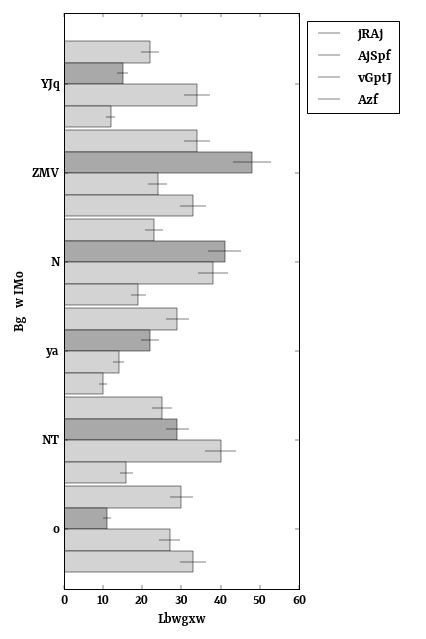 jRAj
AjSpf
vGptJ
Azf
YJq
ZMV
N
ya
NT
o
Bg w IMo
0 10 20 30 40 50 60
Lbwgxw